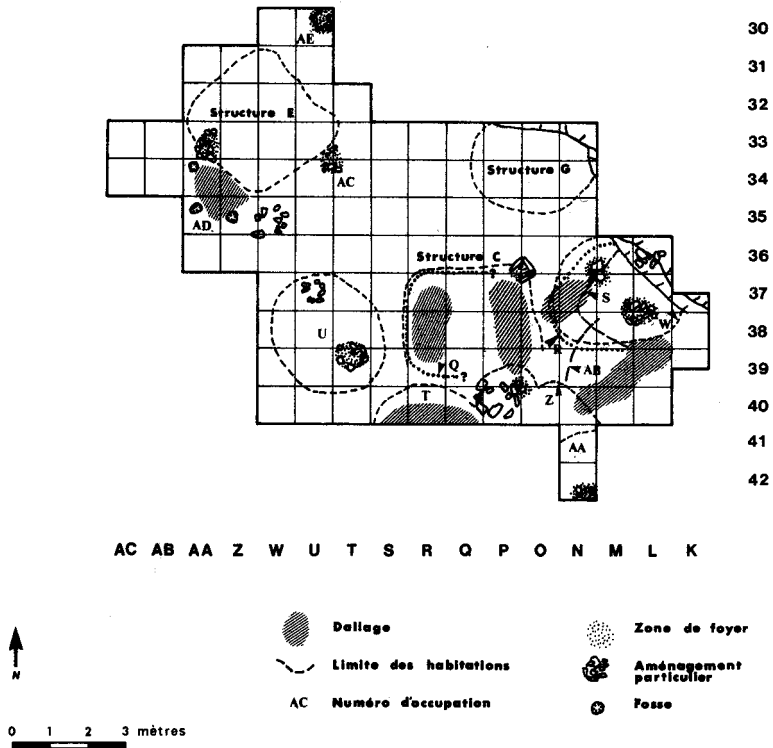 30
AE
31
32
Structure E
33
Structure G
34
AC
35
AD.
36
Structure C
?
37
S
W
U
38
R
Q
?
AB
39
T
Z
40
AA
41
42
AC AB AA Z W U T S R Q P O N M L K
Dallage
Zone de foyer
Limite des habitations
Aménagement
particulier
N
AC Numéro d'occupation
Fosse
0 1 2 3 mètres